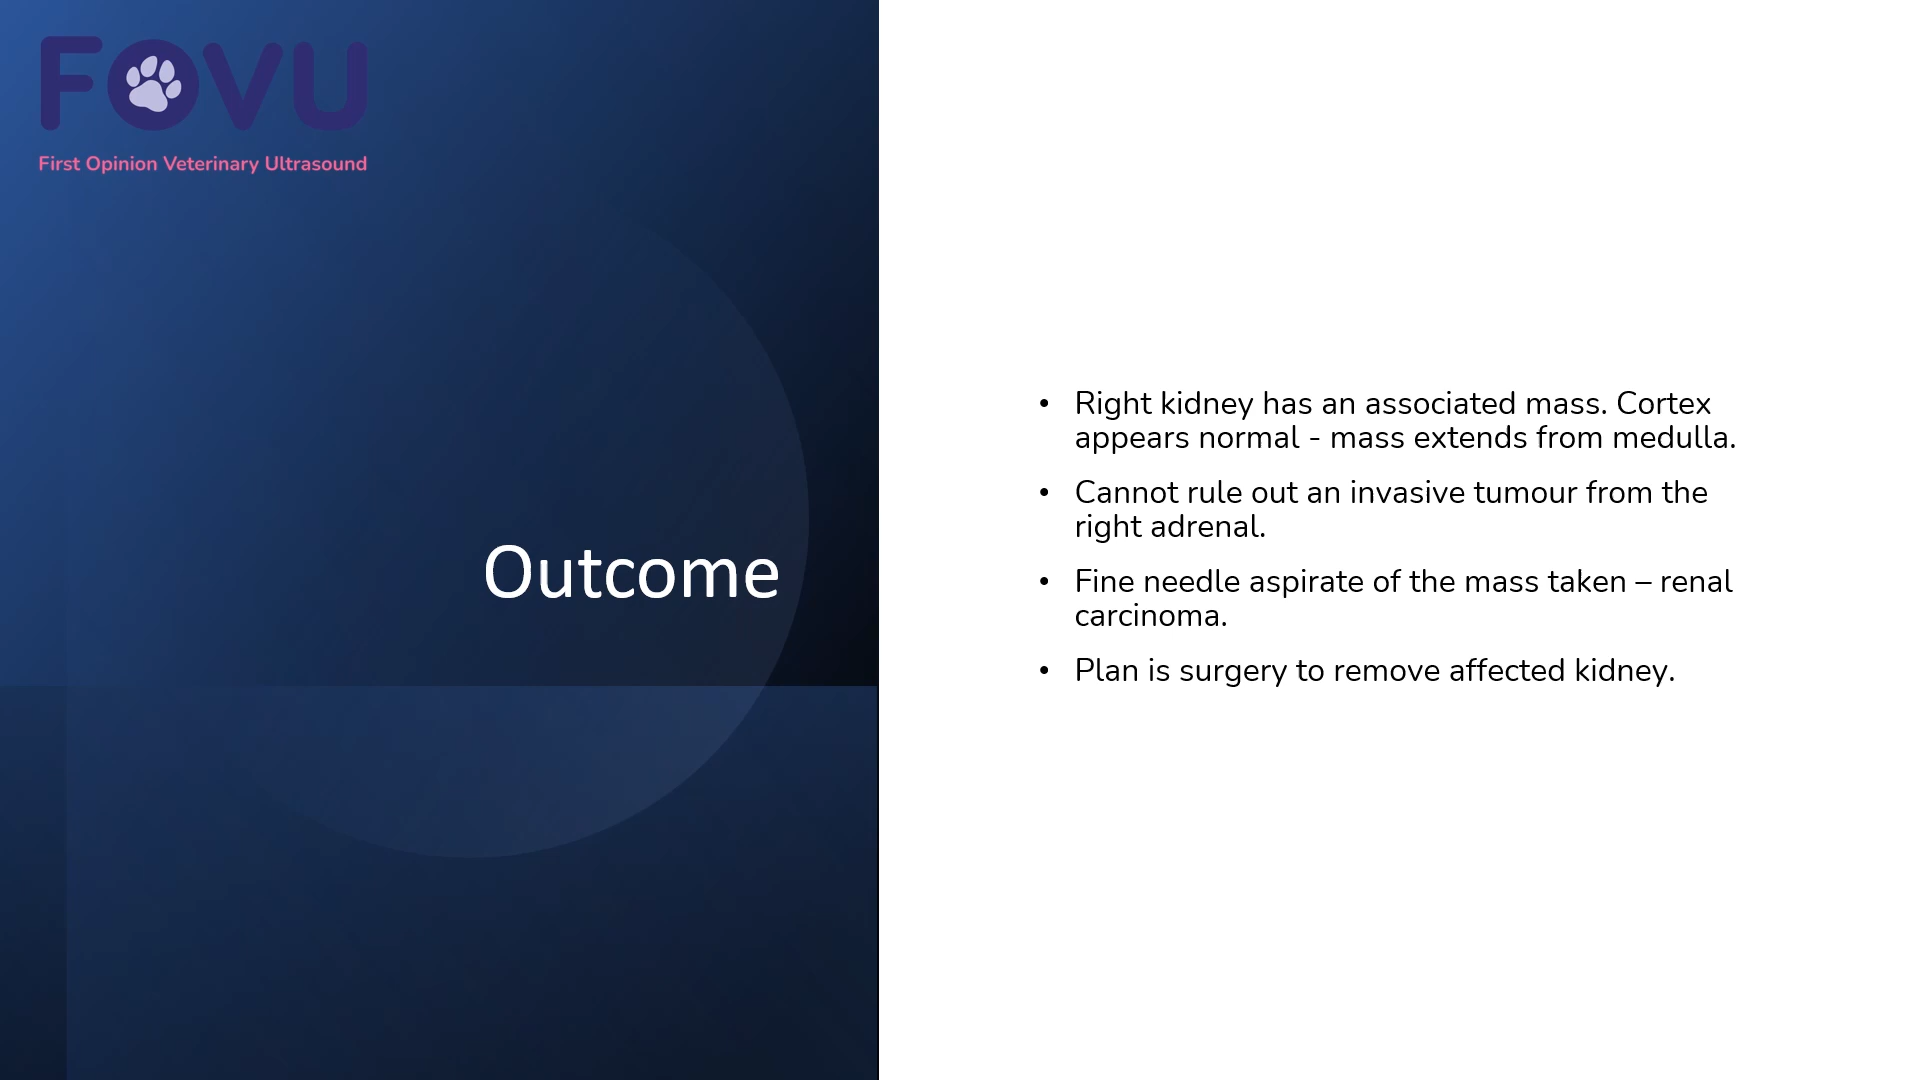 FOVU
First Opinion Veterinary Ultrasound
Outcome
• Right kidney has an associated mass. Cortex
appears normal - mass extends from medulla.
• Cannot rule out an invasive tumour from the
right adrenal.
• Fine needle aspirate of the mass taken – renal
carcinoma.
• Plan is surgery to remove affected kidney.